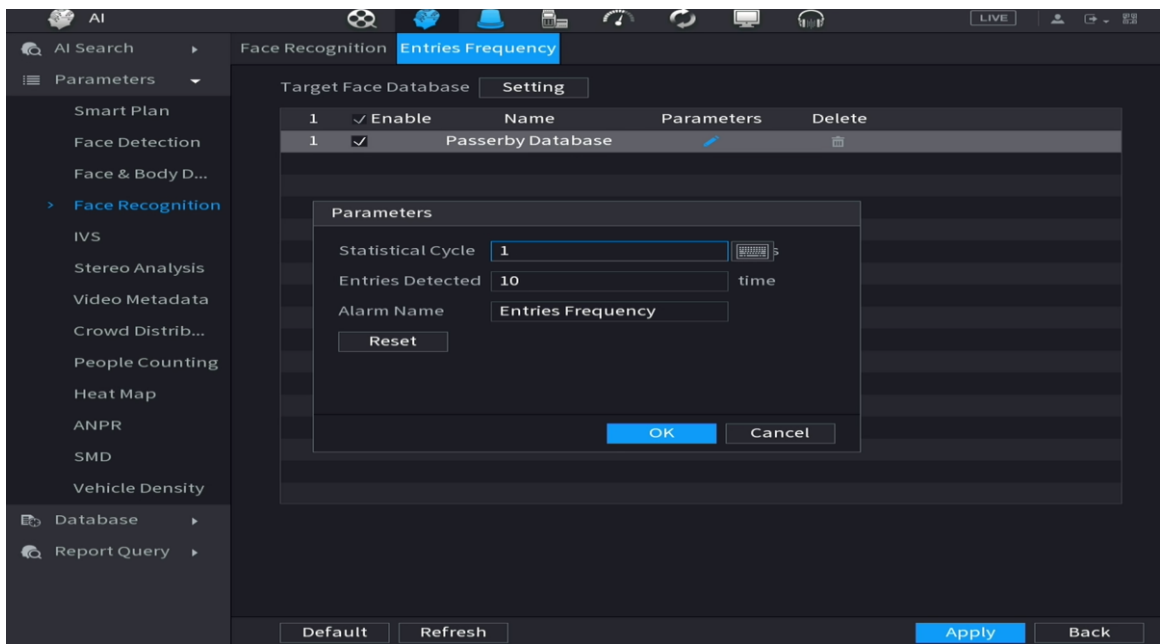 AI
LIVE
AI Search
Parameters
Smart Plan
Face Detection
Face & Body D...
Face Recognition
IVS
Stereo Analysis
Video Metadata
Crowd Distrib...
People Counting
Heat Map
ANPR
SMD
Vehicle Density
Database
Report Query
Face Recognition Entries Frequency
Target Face Database Setting
1 Enable Name Parameters Delete
1 Passerby Database
Parameters
Statistical Cycle 1
Entries Detected 10 time
Alarm Name Entries Frequency
Reset
OK Cancel
Default Refresh Apply Back